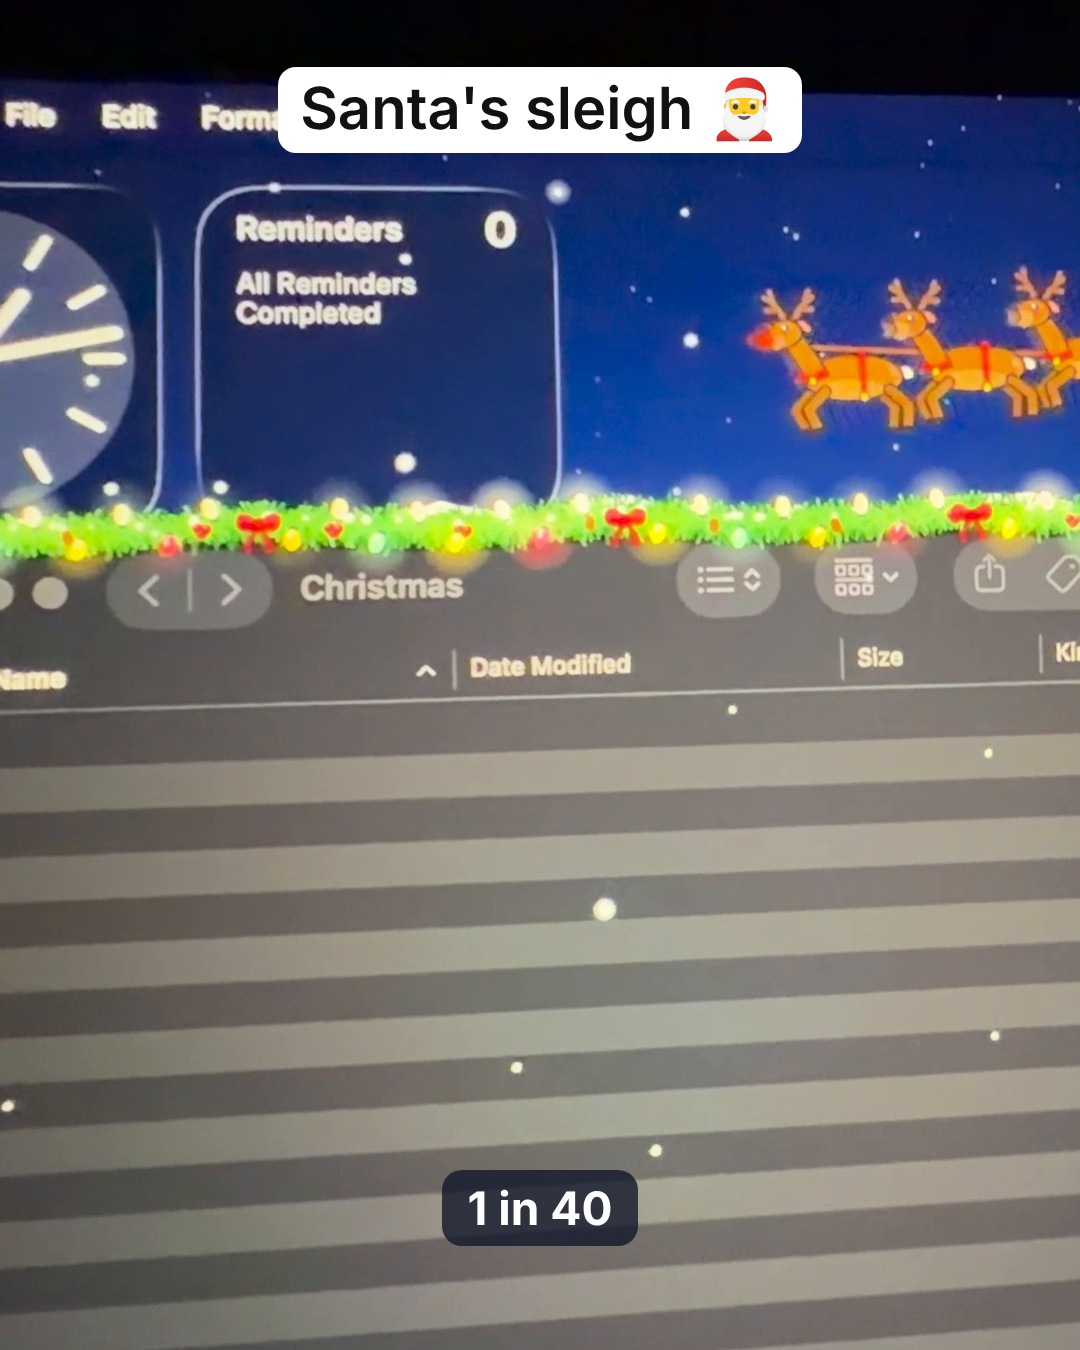 Santa's sleigh 🎅
File Edit
Reminders 0
All Reminders
Completed
Christmas
Name Date Modified Size
1 in 40